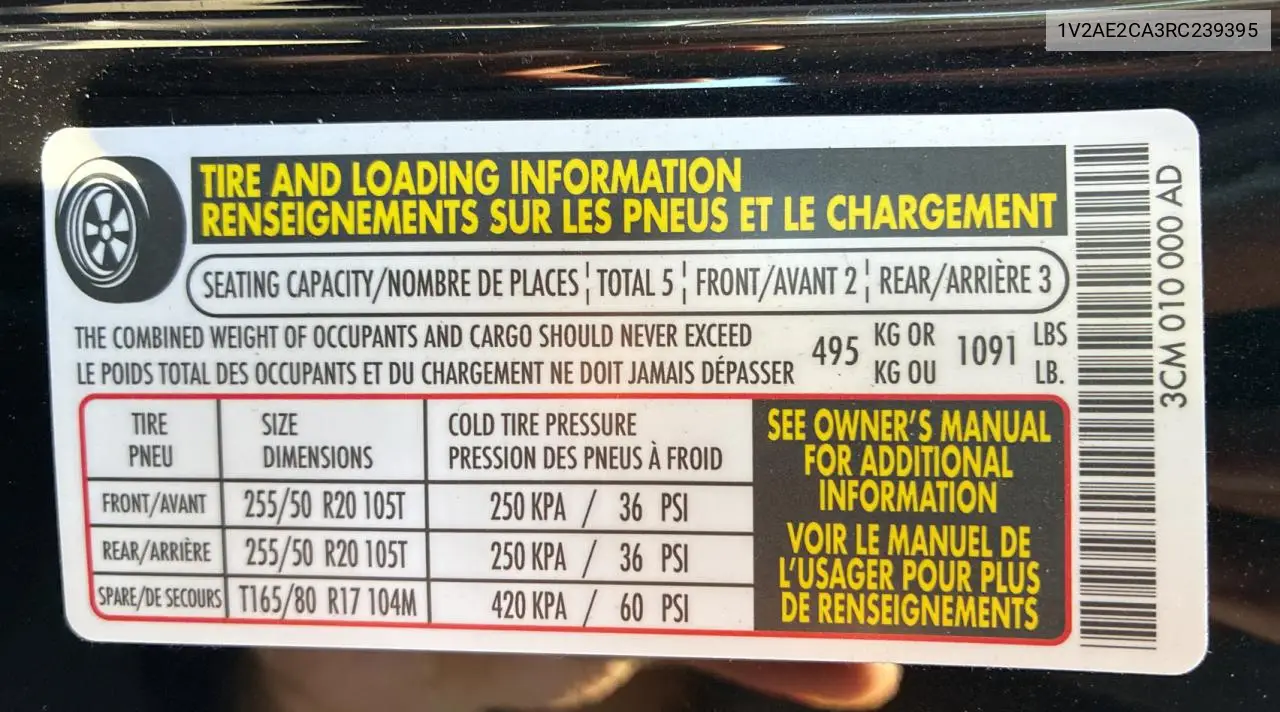 1V2AE2CA3RC239395
TIRE AND LOADING INFORMATION
RENSEIGNEMENTS SUR LES PNEUS ET LE CHARGEMENT
SEATING CAPACITY/NOMBRE DE PLACES ¦ TOTAL 5 ¦ FRONT/AVANT 2 ¦ REAR/ARRIÈRE 3
THE COMBINED WEIGHT OF OCCUPANTS AND CARGO SHOULD NEVER EXCEED
LE POIDS TOTAL DES OCCUPANTS ET DU CHARGEMENT NE DOIT JAMAIS DÉPASSER
495 KG OR 1091 LBS
KG OU LB.
TIRE SIZE COLD TIRE PRESSURE
PNEU DIMENSIONS PRESSION DES PNEUS À FROID
FRONT/AVANT 255/50 R20 105T 250 KPA / 36 PSI
REAR/ARRIÈRE 255/50 R20 105T 250 KPA / 36 PSI
SPARE/DE SECOURS T165/80 R17 104M 420 KPA / 60 PSI
SEE OWNER'S MANUAL
FOR ADDITIONAL
INFORMATION
VOIR LE MANUEL DE
L'USAGER POUR PLUS
DE RENSEIGNEMENTS
3CM 010 000 AD